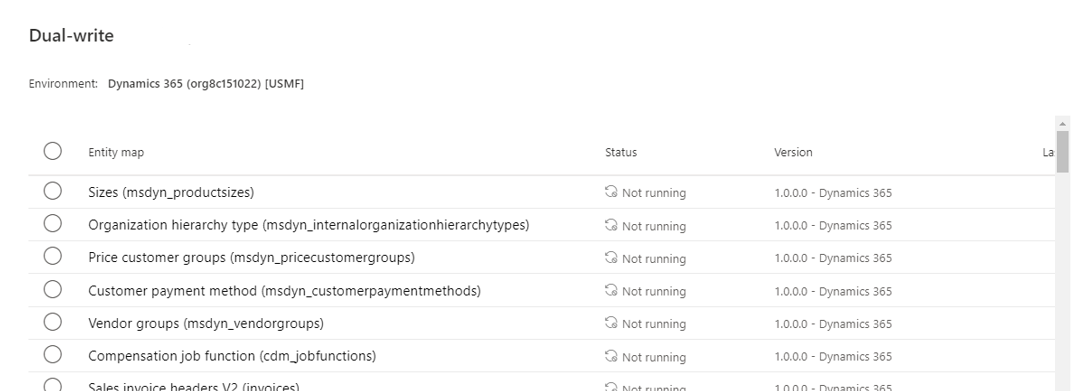 Dual-write
Environment: Dynamics 365 (org8c151022) [USMF]
Entity map Status Version La
Sizes (msdyn_productsizes) Not running 1.0.0.0 - Dynamics 365
Organization hierarchy type (msdyn_internalorganizationhierarchytypes) Not running 1.0.0.0 - Dynamics 365
Price customer groups (msdyn_pricecustomergroups) Not running 1.0.0.0 - Dynamics 365
Customer payment method (msdyn_customerpaymentmethods) Not running 1.0.0.0 - Dynamics 365
Vendor groups (msdyn_vendorgroups) Not running 1.0.0.0 - Dynamics 365
Compensation job function (cdm_jobfunctions) Not running 1.0.0.0 - Dynamics 365
Sales invoice headers V2 (invoices) Not running 1.0.0.0 - Dynamics 365